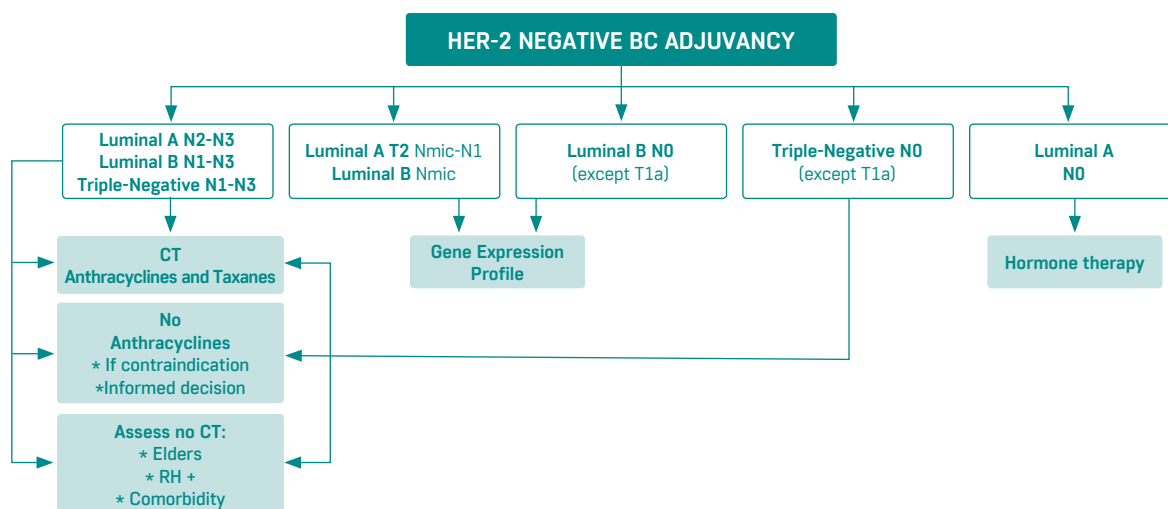 HER-2 NEGATIVE BC ADJUVANCY
Luminal A N2-N3
Luminal B N1-N3
Triple-Negative N1-N3
Luminal A T2 Nmic-N1
Luminal B Nmic
Luminal B N0
(except T1a)
Triple-Negative N0
(except T1a)
Luminal A
N0
CT
Anthracyclines and Taxanes
Gene Expression
Profile
Hormone therapy
No
Anthracyclines
* If contraindication
*Informed decision
Assess no CT:
* Elders
* RH +
* Comorbidity